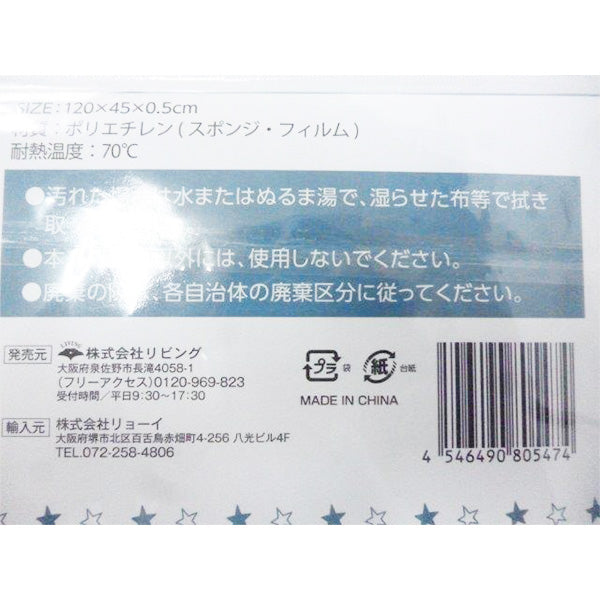 SIZE：120×45×0.5cm
材質：ポリエチレン（スポンジ・フィルム）
耐熱温度：70℃
●汚れた は水またはぬるま湯で、湿らせた布等で拭き
取
●本 外には、使用しないでください。
●廃棄の際 、各自治体の廃棄区分に従ってください。
発売元 LIVING 株式会社リビング
大阪府泉佐野市長滝4058-1
（フリーアクセス）0120-969-823
受付時間／平日9:30～17:30
輸入元 株式会社リョーイ
大阪府堺市北区百舌鳥赤畑町4-256 八光ビル4F
TEL.072-258-4806
プラ 袋 紙 台紙
MADE IN CHINA
4 546490 805474